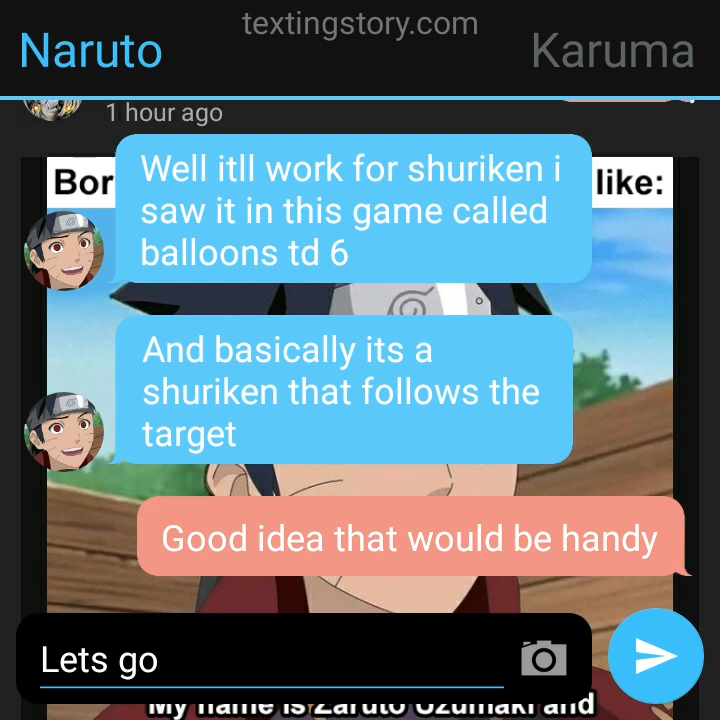 textingstory.com
Naruto
Karuma
1 hour ago
Bor
like:
Well itll work for shuriken i
saw it in this game called
balloons td 6
And basically its a
shuriken that follows the
target
Good idea that would be handy
Lets go
My name is Zaruto Uzumaki and